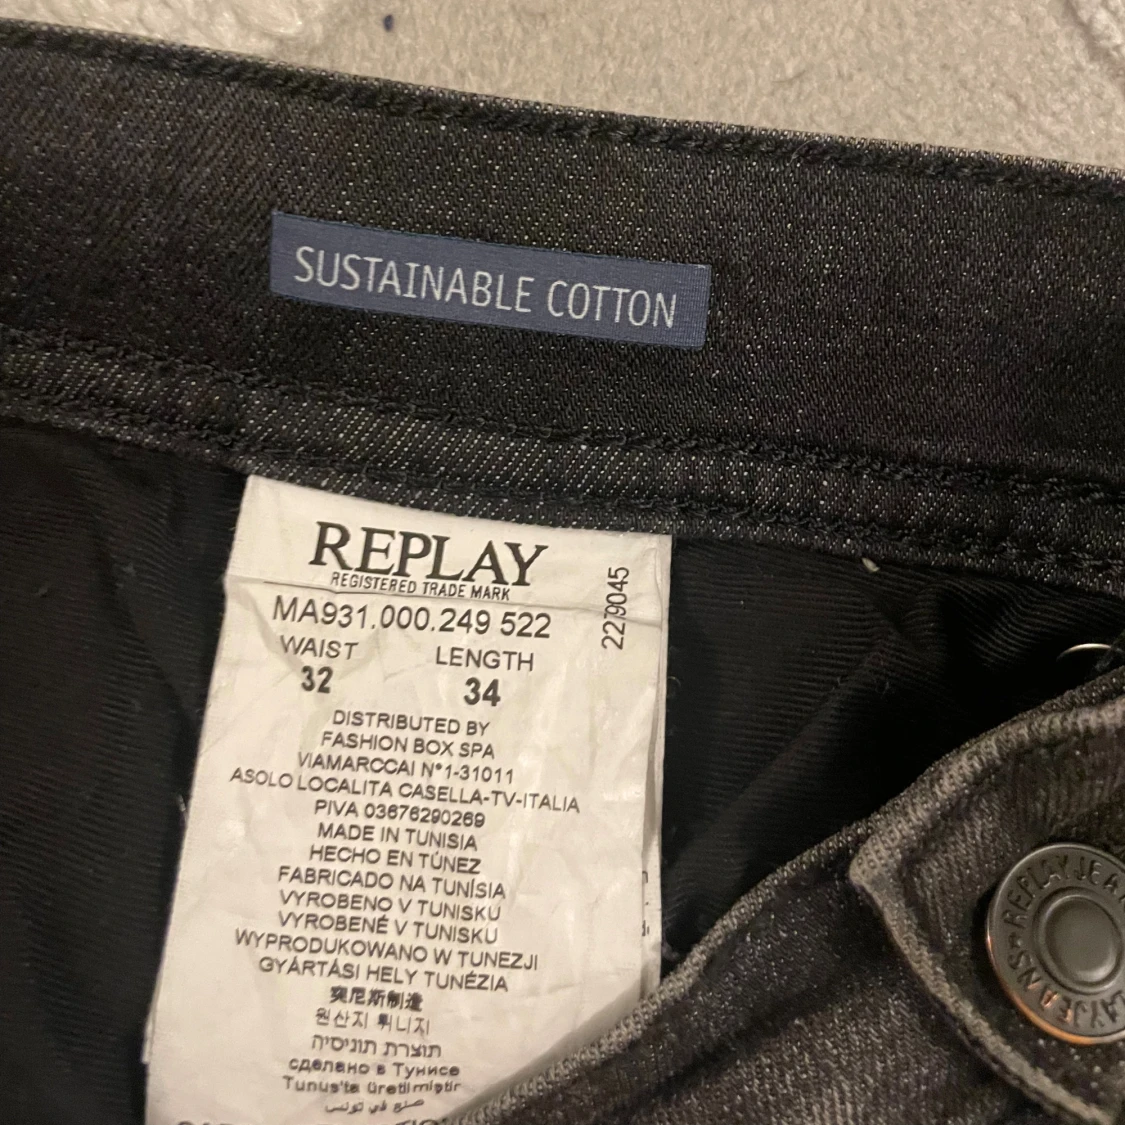 SUSTAINABLE COTTON
REPLAY
REGISTERED TRADE MARK
MA931.000.249 522
2279045
WAIST LENGTH
32 34
DISTRIBUTED BY
FASHION BOX SPA
VIAMARCCAI N°1-31011
ASOLO LOCALITA CASELLA-TV-ITALIA
PIVA 03676290269
MADE IN TUNISIA
HECHO EN TÚNEZ
FABRICADO NA TUNÍSIA
VYROBENO V TUNISKU
VYROBENÉ V TUNISKU
WYPRODUKOWANO W TUNEZJI
GYÁRTÁSI HELY TUNÉZIA
突尼斯制造
원산지 튀니지
תוצרת תוניסיה
сделано в Тунисе
Tunus'ta üretilmiştir
صنع في تونس
REPLAY JEANS